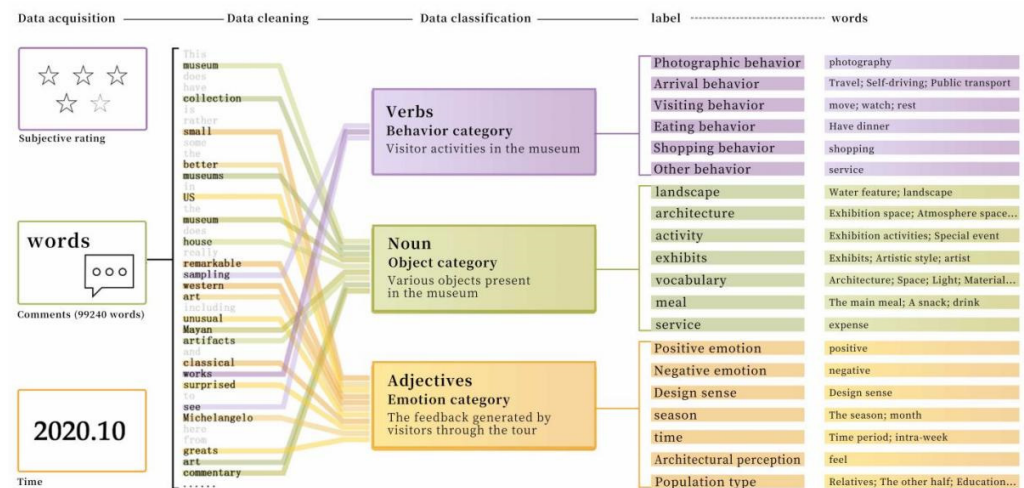 Data acquisition
Data cleaning
Data classification
label
words
Subjective rating
words
Comments (99240 words)
2020.10
Time
This
museum
does
have
collection
is
rather
small
some
the
better
museums
in
US
the
museum
does
house
really
remarkable
sampling
western
art
including
unusual
Mayan
artifacts
and
classical
works
surprised
to
see
Michelangelo
here
from
greats
art
commentary
......
Verbs
Behavior category
Visitor activities in the museum
Noun
Object category
Various objects present
in the museum
Adjectives
Emotion category
The feedback generated by
visitors through the tour
Photographic behavior
photography
Arrival behavior
Travel; Self-driving; Public transport
Visiting behavior
move; watch; rest
Eating behavior
Have dinner
Shopping behavior
shopping
Other behavior
service
landscape
Water feature; landscape
architecture
Exhibition space; Atmosphere space...
activity
Exhibition activities; Special event
exhibits
Exhibits; Artistic style; artist
vocabulary
Architecture; Space; Light; Material...
meal
The main meal; A snack; drink
service
expense
Positive emotion
positive
Negative emotion
negative
Design sense
Design sense
season
The season; month
time
Time period; intra-week
Architectural perception
feel
Population type
Relatives; The other half; Education...